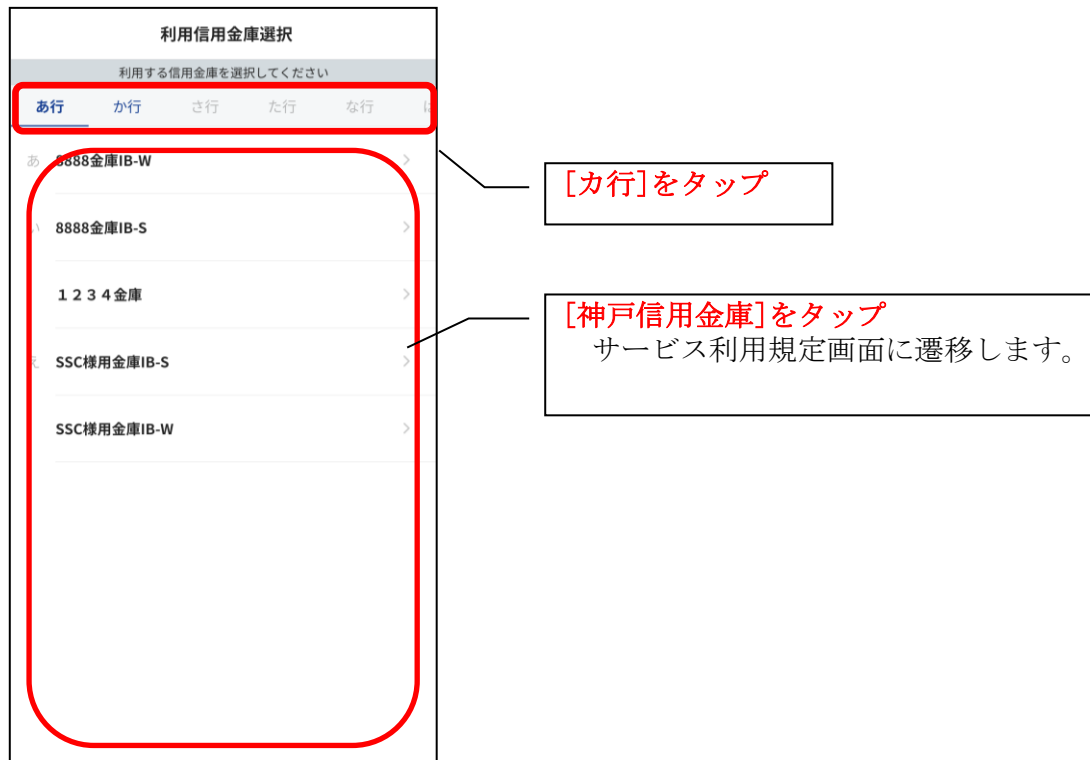 利用信用金庫選択
利用する信用金庫を選択してください
あ行 か行 さ行 た行 な行
あ 8888金庫IB-W
8888金庫IB-S
１２３４金庫
え SSC様用金庫IB-S
SSC様用金庫IB-W
[カ行]をタップ
[神戸信用金庫]をタップ
サービス利用規定画面に遷移します。